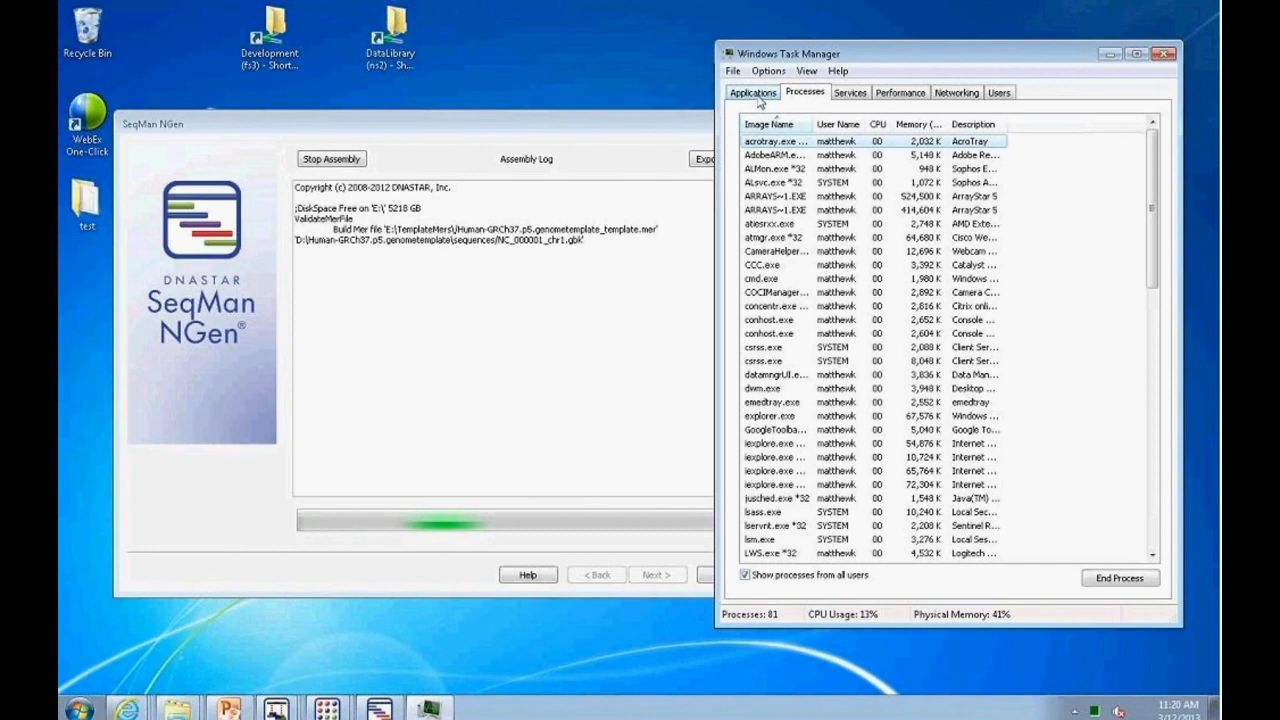 Recycle Bin
Development
(fs3) - Short...
DataLibrary
(ns2) - Sh...
WebEx
One-Click
test
SeqMan NGen
Stop Assembly
Assembly Log
Expo
Copyright (c) 2008-2012 DNASTAR, Inc.
;DiskSpace Free on 'E:\' 5218 GB
ValidateMerFile
Build Mer file 'E:\TemplateMers\/Human-GRCh37.p5.genometemplate_template.mer'
'D:\Human-GRCh37.p5.genometemplate\sequences/NC_000001_chr1.gbk'
DNASTAR
SeqMan
NGen®
Help
< Back
Next >
Windows Task Manager
File Options View Help
Applications Processes Services Performance Networking Users
Image Name User Name CPU Memory (... Description
acrotray.exe ... matthewk 00 2,032 K AcroTray
AdobeARM.e... matthewk 00 5,148 K Adobe Re...
ALMon.exe *32 matthewk 00 948 K Sophos E...
ALsvc.exe *32 SYSTEM 00 1,072 K Sophos A...
ARRAYS~1.EXE matthewk 00 524,500 K ArrayStar 5
ARRAYS~1.EXE matthewk 00 414,604 K ArrayStar 5
atiesrxx.exe SYSTEM 00 2,748 K AMD Exte...
atmgr.exe *32 matthewk 00 64,680 K Cisco We...
CameraHelper... matthewk 00 12,696 K Webcam ...
CCC.exe matthewk 00 3,392 K Catalyst ...
cmd.exe matthewk 00 1,980 K Windows ...
COCIManager... matthewk 00 2,892 K Camera C...
concentr.exe ... matthewk 00 2,816 K Citrix onli...
conhost.exe matthewk 00 2,652 K Console ...
conhost.exe matthewk 00 2,604 K Console ...
csrss.exe SYSTEM 00 2,088 K Client Ser...
csrss.exe SYSTEM 00 8,048 K Client Ser...
datamngrUI.e... matthewk 00 3,836 K Data Man...
dwm.exe matthewk 00 3,948 K Desktop ...
emedtray.exe matthewk 00 2,552 K emedtray
explorer.exe matthewk 00 67,576 K Windows ...
GoogleToolba... matthewk 00 5,040 K Google To...
iexplore.exe ... matthewk 00 54,876 K Internet ...
iexplore.exe ... matthewk 00 10,724 K Internet ...
iexplore.exe ... matthewk 00 65,764 K Internet ...
iexplore.exe ... matthewk 00 72,304 K Internet ...
jusched.exe *32 matthewk 00 1,548 K Java(TM) ...
lsass.exe SYSTEM 00 10,240 K Local Sec...
lservnt.exe *32 SYSTEM 00 2,208 K Sentinel R...
lsm.exe SYSTEM 00 3,276 K Local Ses...
LWS.exe *32 matthewk 00 4,532 K Logitech ...
Show processes from all users
End Process
Processes: 81 CPU Usage: 13% Physical Memory: 41%
11:20 AM
3/12/2013